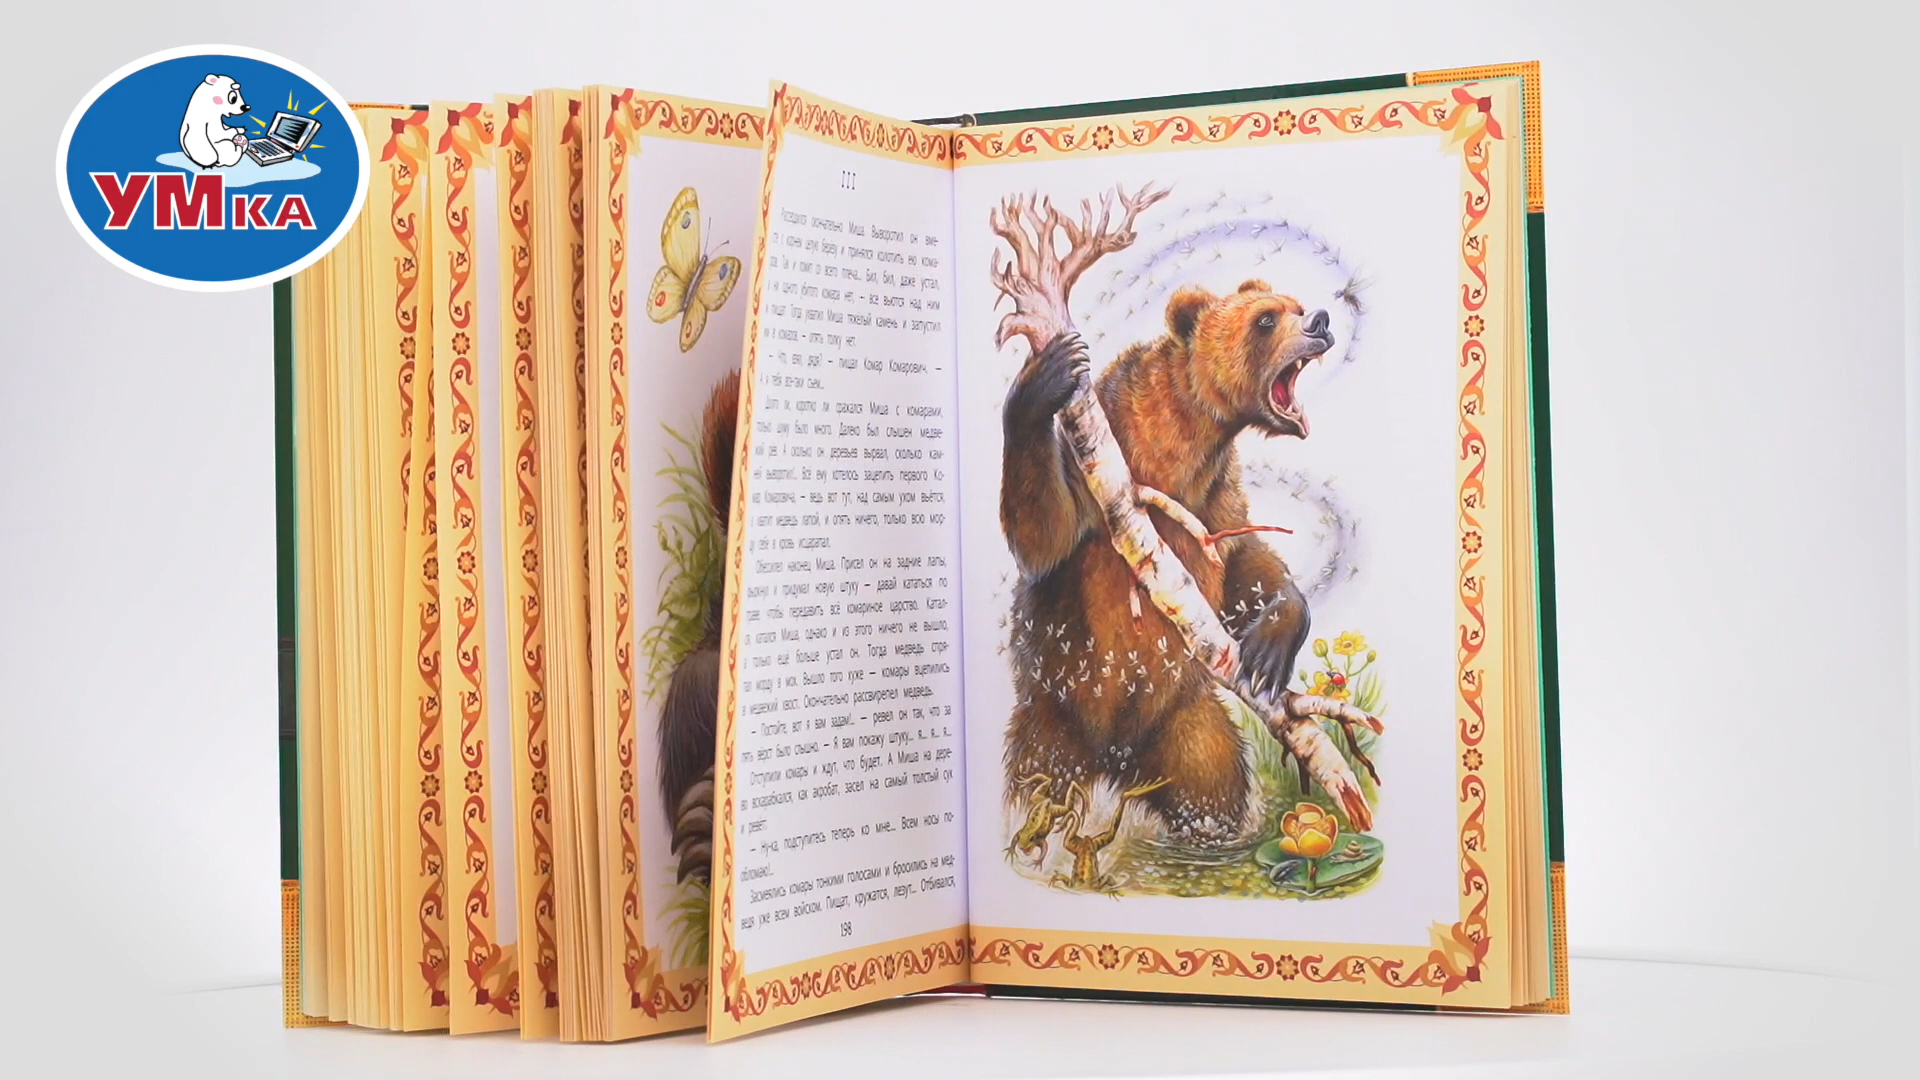 УМка
III
Рассердился окончательно Миша. Выворотил он вме-
сте с корнем целую берёзу и принялся колотить ею кома-
ров. Так и ломит со всего плеча... Бил, бил, даже устал,
а ни одного убитого комара нет, — все вьются над ним
и пищат. Тогда ухватил Миша тяжёлый камень и запустил
им в комаров, — опять толку нет.
— Что, взял, дядя? — пищал Комар Комарович. —
А я тебя всё-таки съем...
Долго ли, коротко ли сражался Миша с комарами,
только шуму было много. Далеко был слышен медве-
жий рёв. А сколько он деревьев вырвал, сколько кам-
ней выворотил!.. Всё ему хотелось зацепить первого Ко-
мар Комаровича, — ведь вот тут, над самым ухом вьётся,
а хватит медведь лапой, и опять ничего, только всю мор-
ду себе в кровь исцарапал.
Обессилел наконец Миша. Присел он на задние лапы,
фыркнул и придумал новую штуку — давай кататься по
траве, чтобы передавить всё комариное царство. Катал-
ся, катался Миша, однако и из этого ничего не вышло,
а только ещё больше устал он. Тогда медведь спря-
тал морду в мох. Вышло того хуже — комары вцепились
в медвежий хвост. Окончательно рассвирепел медведь.
— Постойте, вот я вам задам!.. — ревел он так, что за
пять вёрст было слышно. — Я вам покажу штуку... я... я... я...
Отступили комары и ждут, что будет. А Миша на дере-
во вскарабкался, как акробат, засел на самый толстый сук
и ревёт:
— Ну-ка, подступитесь теперь ко мне... Всем носы по-
обломаю!..
Засмеялись комары тонкими голосами и бросились на мед-
ведя уже всем войском. Пищат, кружатся, лезут... Отбивался,
198